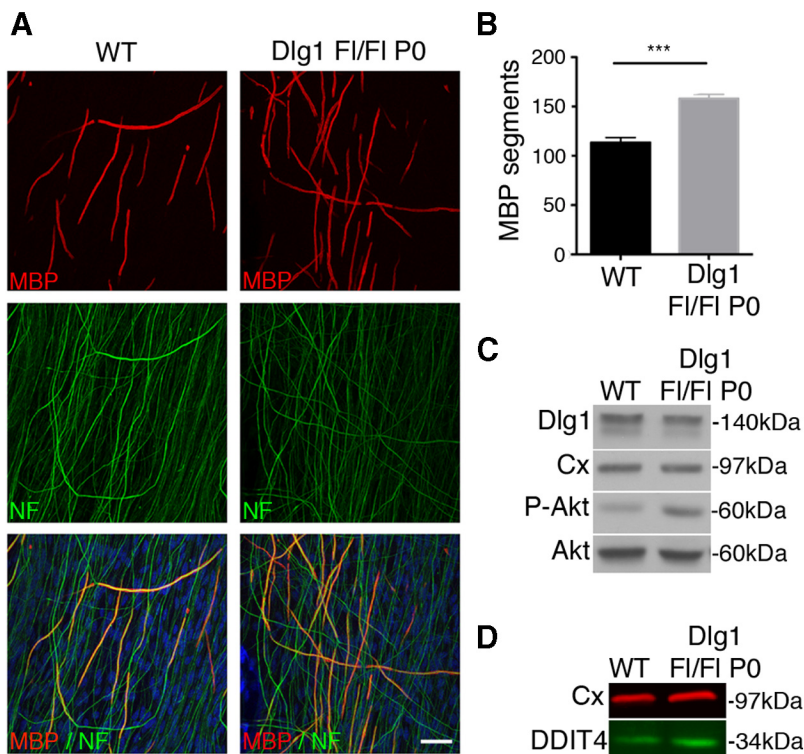 A
WT
Dlg1 Fl/Fl P0
MBP
MBP
NF
NF
MBP / NF
MBP / NF
B
MBP segments
200
150
100
50
0
***
WT
Dlg1
Fl/Fl P0
C
Dlg1
WT Fl/Fl P0
Dlg1 -140kDa
Cx -97kDa
P-Akt -60kDa
Akt -60kDa
D
Dlg1
WT Fl/Fl P0
Cx -97kDa
DDIT4 -34kDa